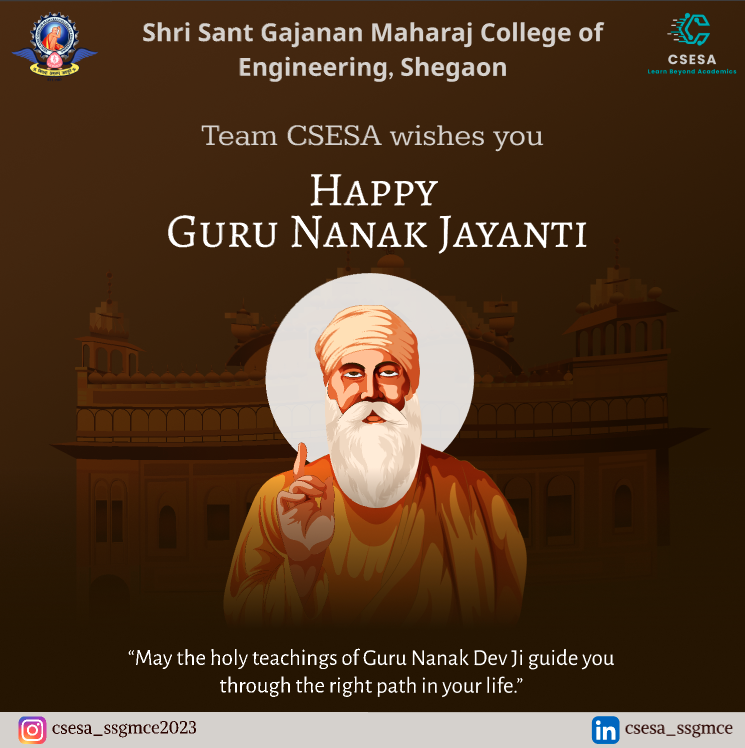 Shri Sant Gajanan Maharaj College of
Engineering, Shegaon
CSESA
Learn Beyond Academics
Team CSESA wishes you
HAPPY
GURU NANAK JAYANTI
“May the holy teachings of Guru Nanak Dev Ji guide you
through the right path in your life.”
csesa_ssgmce2023
in csesa_ssgmce